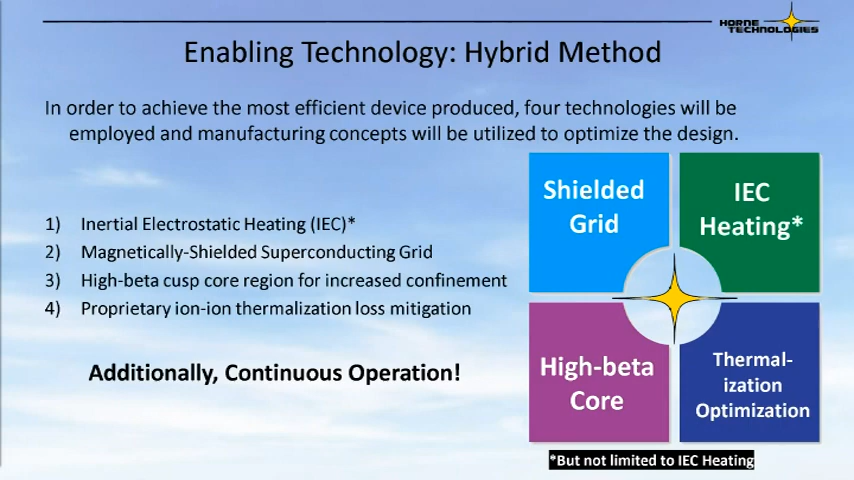 HORNE
TECHNOLOGIES
Enabling Technology: Hybrid Method
In order to achieve the most efficient device produced, four technologies will be
employed and manufacturing concepts will be utilized to optimize the design.
1) Inertial Electrostatic Heating (IEC)*
2) Magnetically-Shielded Superconducting Grid
3) High-beta cusp core region for increased confinement
4) Proprietary ion-ion thermalization loss mitigation
Additionally, Continuous Operation!
Shielded
Grid
IEC
Heating*
High-beta
Core
Thermal-
ization
Optimization
*But not limited to IEC Heating